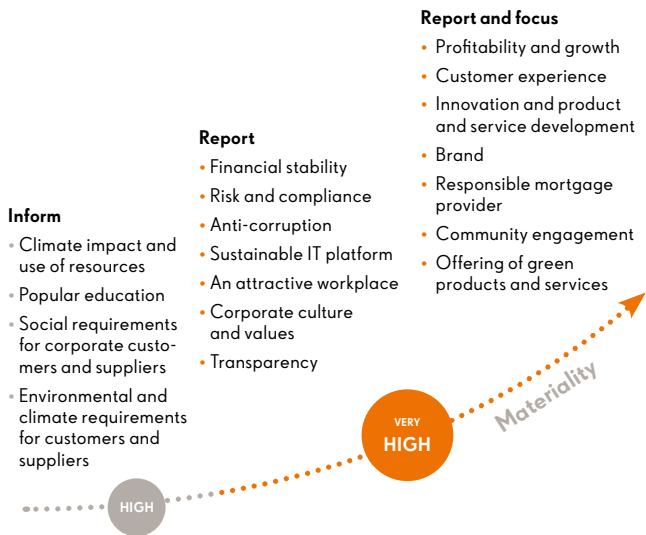 Report and focus
• Profitability and growth
• Customer experience
• Innovation and product
and service development
• Brand
• Responsible mortgage
provider
• Community engagement
• Offering of green
products and services
Report
• Financial stability
• Risk and compliance
• Anti-corruption
• Sustainable IT platform
• An attractive workplace
• Corporate culture
and values
• Transparency
Inform
• Climate impact and
use of resources
• Popular education
• Social requirements
for corporate custo-
mers and suppliers
• Environmental and
climate requirements
for customers and
suppliers
Materiality
VERY
HIGH
HIGH